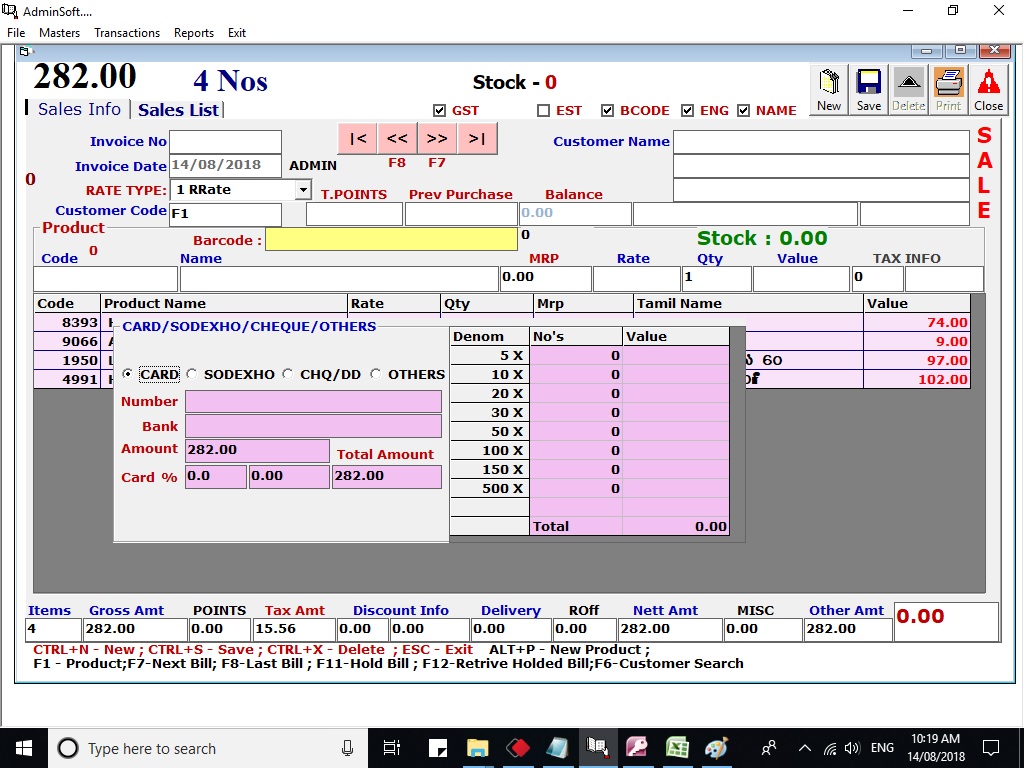 AdminSoft....
File Masters Transactions Reports Exit
282.00 4 Nos Stock - 0
New Save Delete Print Close
Sales Info Sales List
GST EST BCODE ENG NAME
Invoice No |< << >> >| Customer Name
Invoice Date 14/08/2018 ADMIN F8 F7
0
RATE TYPE: 1 RRate T.POINTS Prev Purchase Balance
Customer Code F1 0.00
SALE
Product
0 Barcode : 0 Stock : 0.00
Code Name MRP Rate Qty Value TAX INFO
0.00 1 0
Code Product Name Rate Qty Mrp Tamil Name Value
8393 74.00
9066 9.00
1950 97.00
4991 102.00
CARD/SODEXHO/CHEQUE/OTHERS
CARD SODEXHO CHQ/DD OTHERS
Number
Bank
Amount 282.00 Total Amount
Card % 0.0 0.00 282.00
Denom No's Value
5 X 0
10 X 0
20 X 0
30 X 0
50 X 0
100 X 0
150 X 0
500 X 0
Total 0.00
Items Gross Amt POINTS Tax Amt Discount Info Delivery ROff Nett Amt MISC Other Amt
4 282.00 0.00 15.56 0.00 0.00 0.00 0.00 282.00 0.00 282.00 0.00
CTRL+N - New ; CTRL+S - Save ; CTRL+X - Delete ; ESC - Exit ALT+P - New Product ;
F1 - Product;F7-Next Bill; F8-Last Bill ; F11-Hold Bill ; F12-Retrive Holded Bill;F6-Customer Search
Type here to search
ENG
10:19 AM
14/08/2018